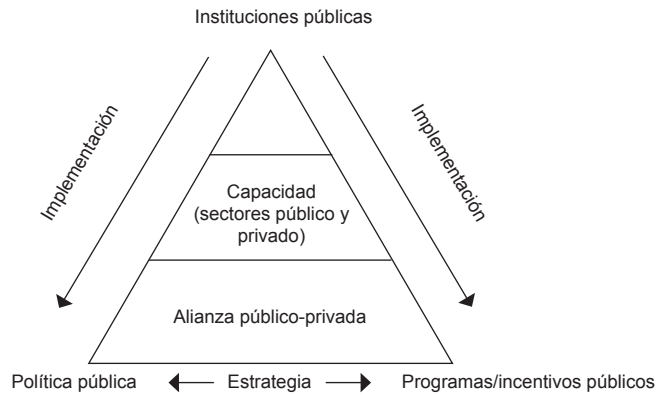 Instituciones públicas
Implementación
Implementación
Capacidad
(sectores público y
privado)
Alianza público-privada
Política pública
Estrategia
Programas/incentivos públicos